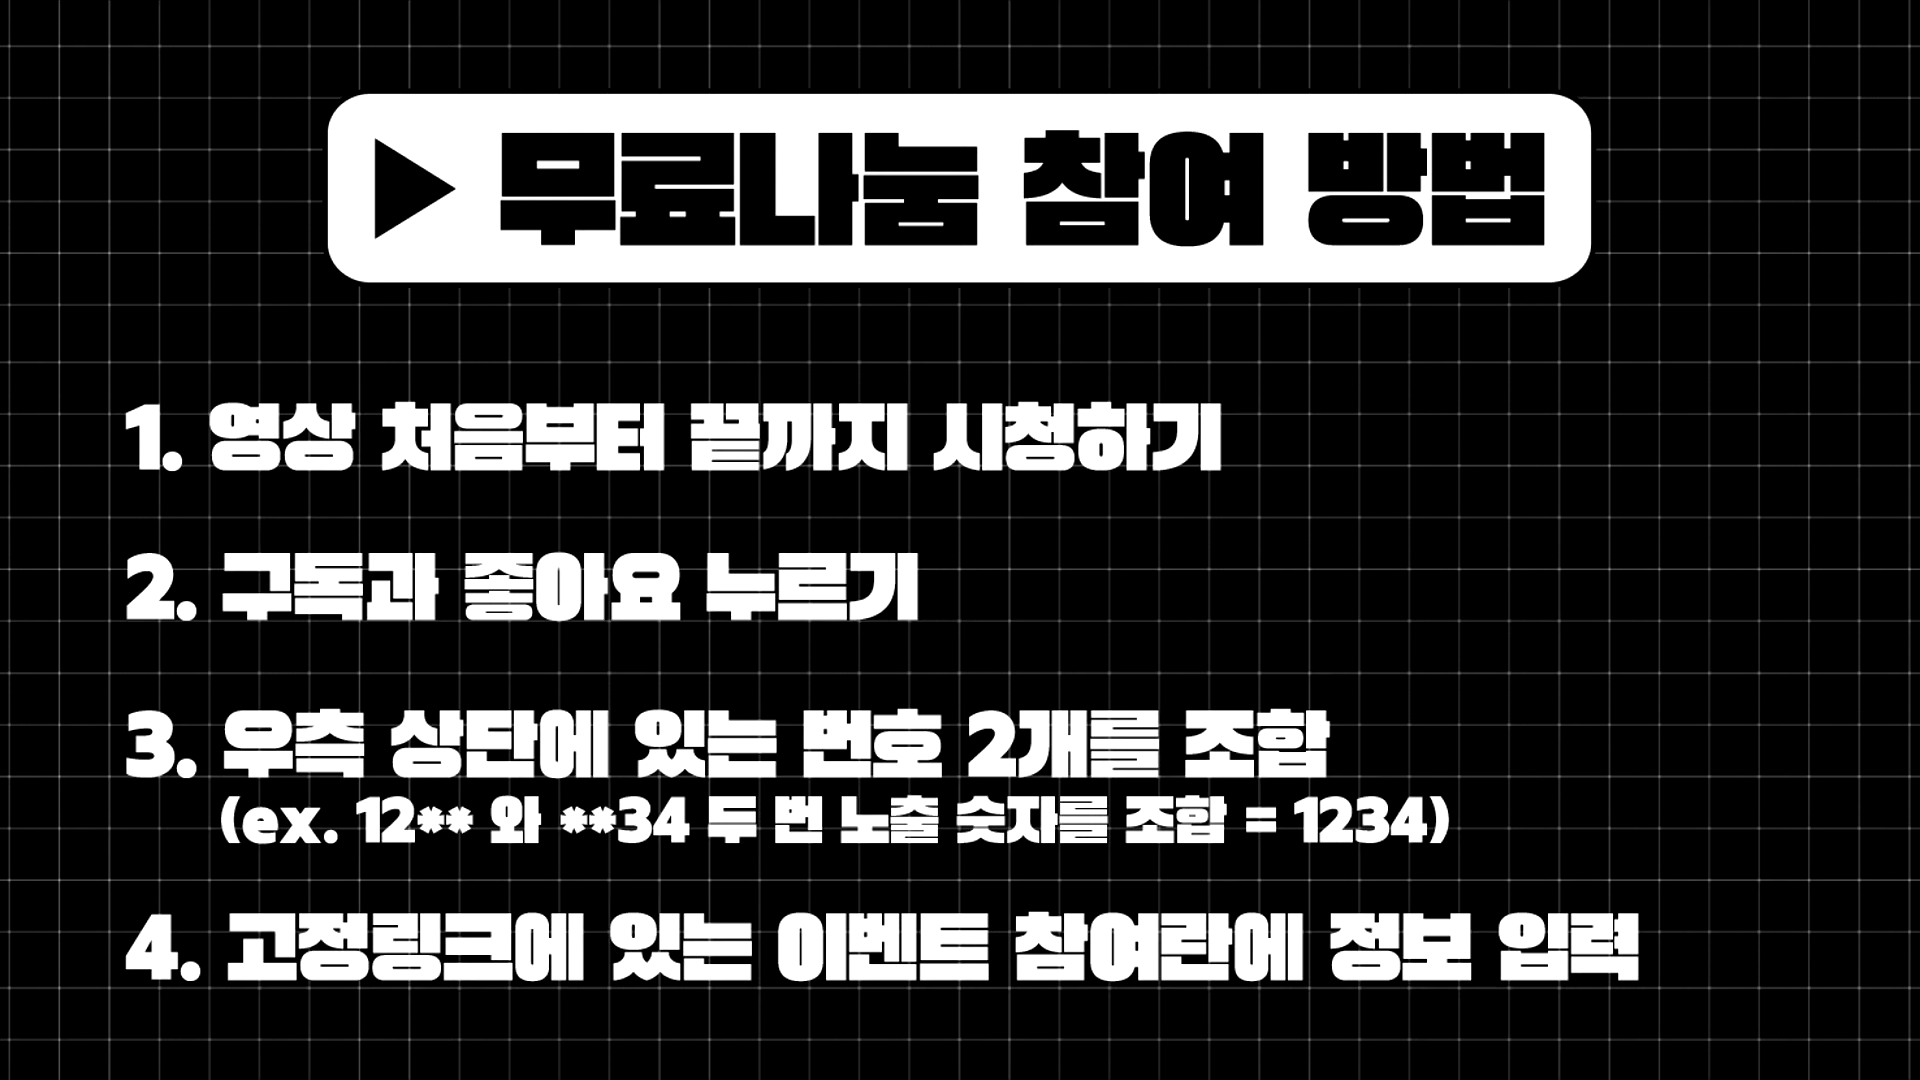 ▶ 무료나눔 참여 방법
1. 영상 처음부터 끝까지 시청하기
2. 구독과 좋아요 누르기
3. 우측 상단에 있는 번호 2개를 조합
(ex. 12** 와 **34 두 번 노출 숫자를 조합 = 1234)
4. 고정링크에 있는 이벤트 참여란에 정보 입력